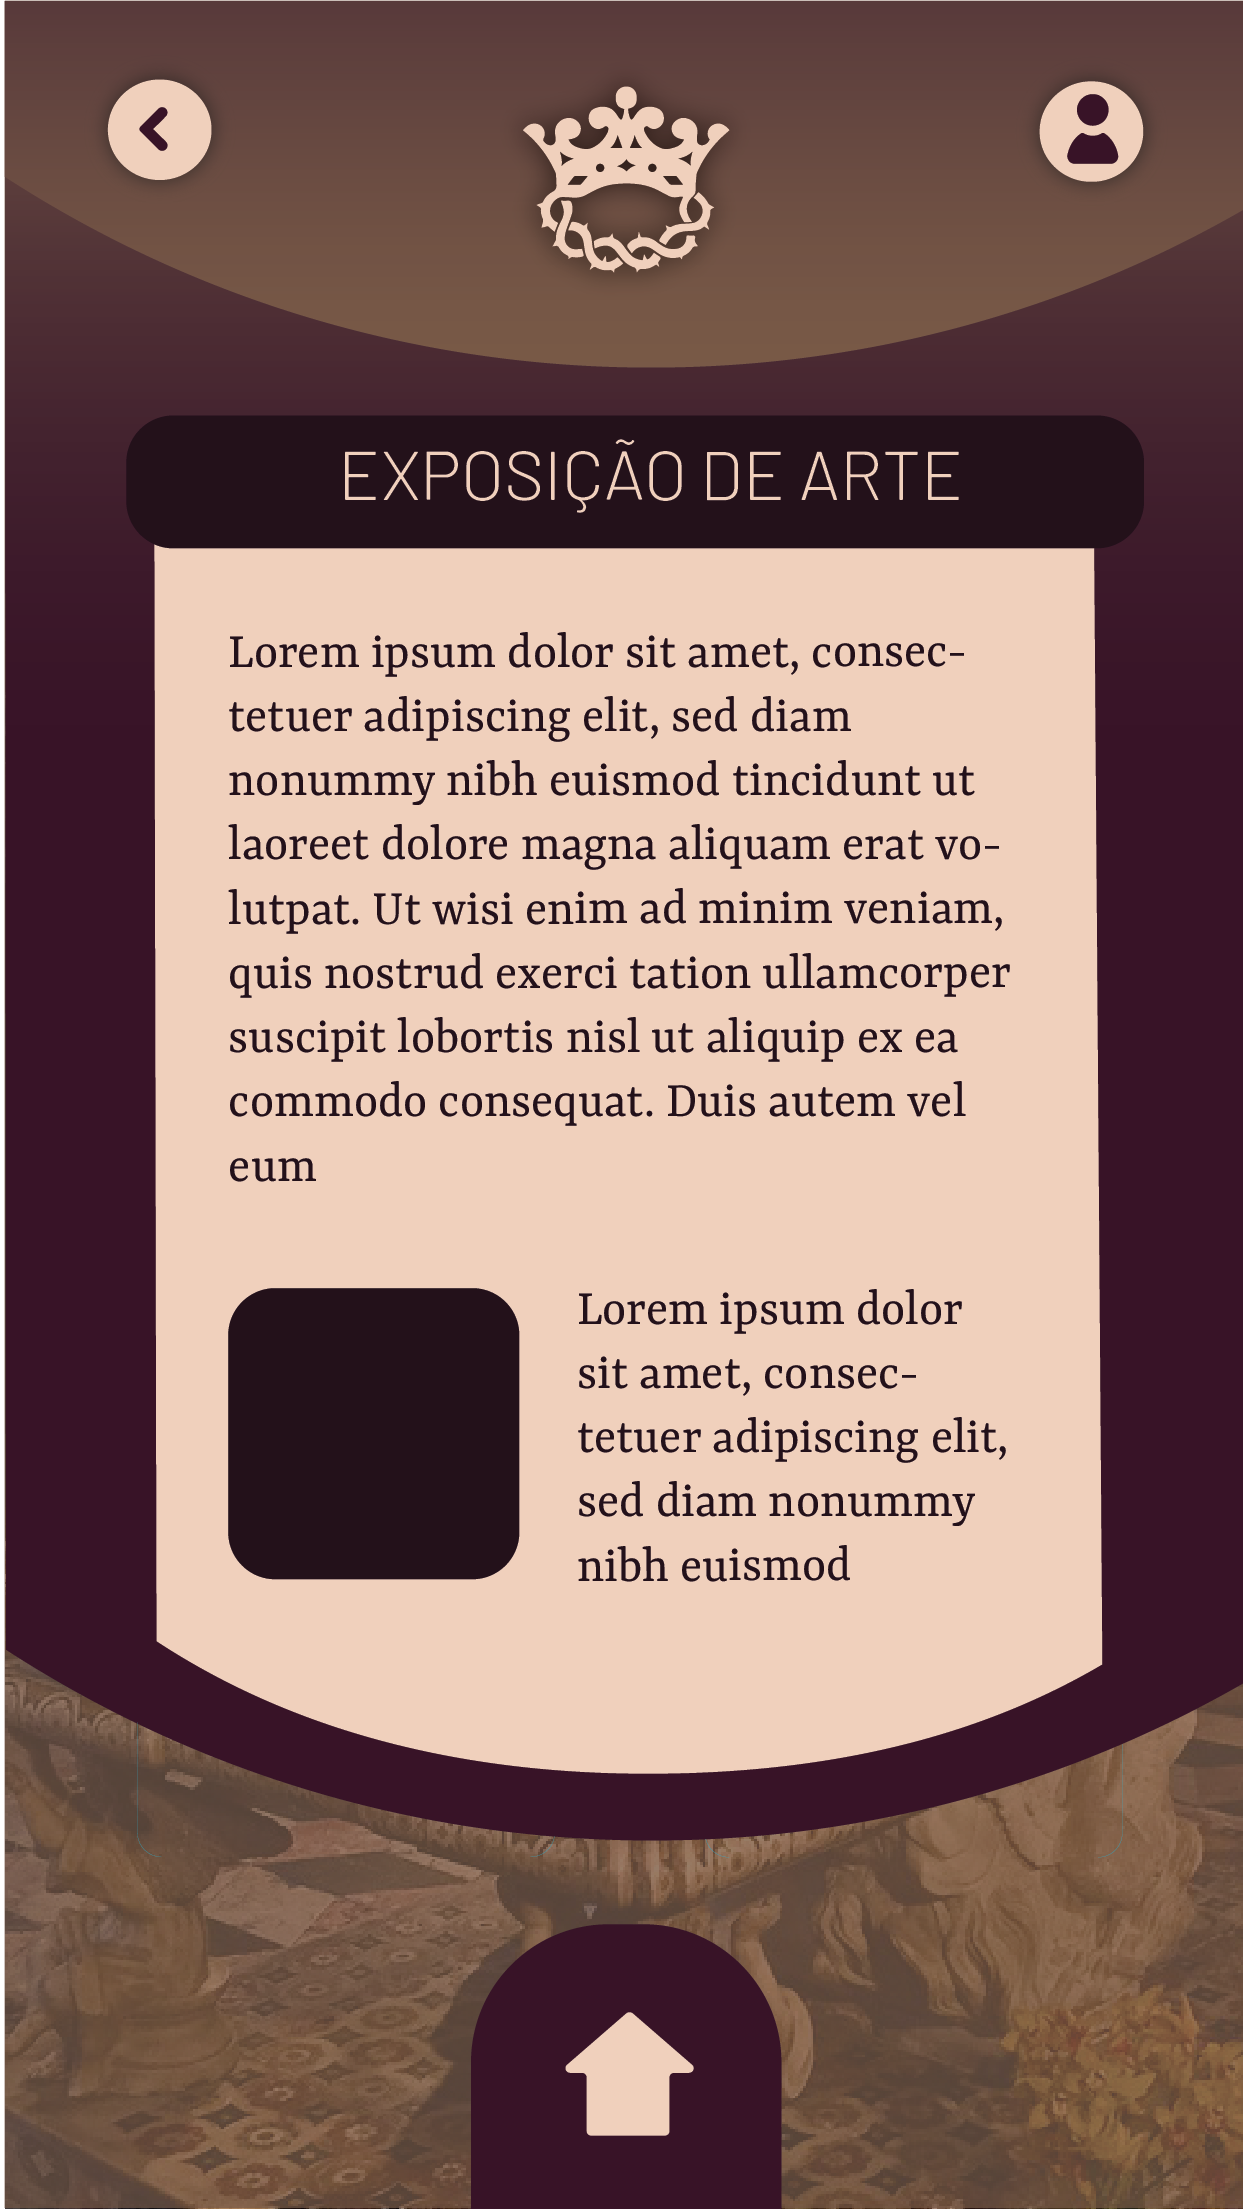 EXPOSIÇÃO DE ARTE
Lorem ipsum dolor sit amet, consec-
tetuer adipiscing elit, sed diam
nonummy nibh euismod tincidunt ut
laoreet dolore magna aliquam erat vo-
lutpat. Ut wisi enim ad minim veniam,
quis nostrud exerci tation ullamcorper
suscipit lobortis nisl ut aliquip ex ea
commodo consequat. Duis autem vel
eum
Lorem ipsum dolor
sit amet, consec-
tetuer adipiscing elit,
sed diam nonummy
nibh euismod